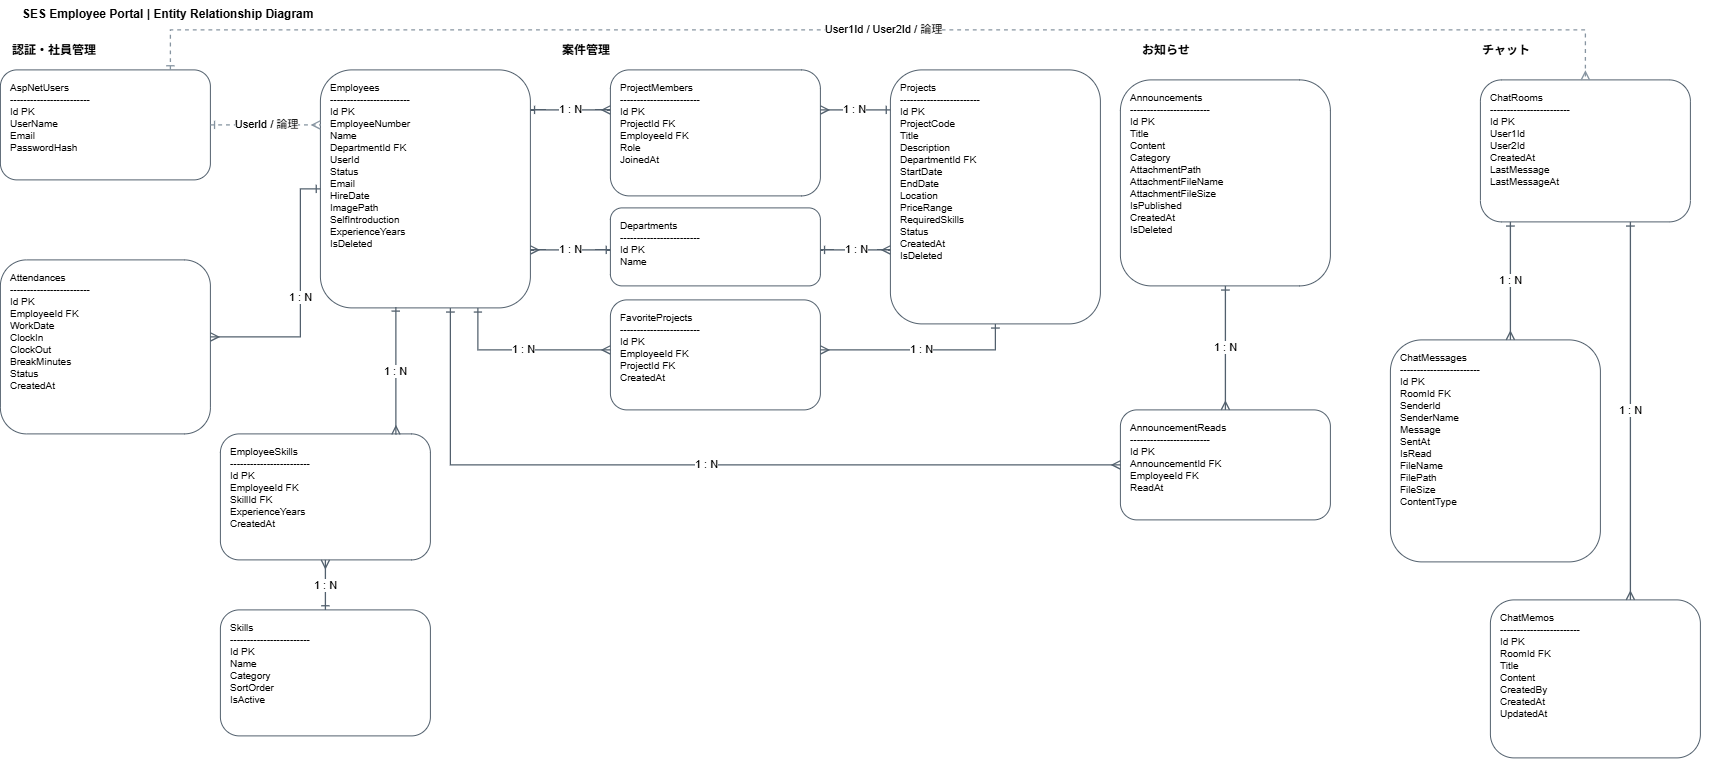 SES Employee Portal | Entity Relationship Diagram
User1Id / User2Id / 論理
認証・社員管理
案件管理
お知らせ
チャット
AspNetUsers
------------------------
Id PK
UserName
Email
PasswordHash
UserId / 論理
Employees
------------------------
Id PK
EmployeeNumber
Name
DepartmentId FK
UserId
Status
Email
HireDate
ImagePath
SelfIntroduction
ExperienceYears
IsDeleted
1 : N
ProjectMembers
------------------------
Id PK
ProjectId FK
EmployeeId FK
Role
JoinedAt
1 : N
Projects
------------------------
Id PK
ProjectCode
Title
Description
DepartmentId FK
StartDate
EndDate
Location
PriceRange
RequiredSkills
Status
CreatedAt
IsDeleted
1 : N
Departments
------------------------
Id PK
Name
1 : N
1 : N
FavoriteProjects
------------------------
Id PK
EmployeeId FK
ProjectId FK
CreatedAt
1 : N
Announcements
------------------------
Id PK
Title
Content
Category
AttachmentPath
AttachmentFileName
AttachmentFileSize
IsPublished
CreatedAt
IsDeleted
1 : N
AnnouncementReads
------------------------
Id PK
AnnouncementId FK
EmployeeId FK
ReadAt
1 : N
ChatRooms
------------------------
Id PK
User1Id
User2Id
CreatedAt
LastMessage
LastMessageAt
1 : N
ChatMessages
------------------------
Id PK
RoomId FK
SenderId
SenderName
Message
SentAt
IsRead
FileName
FilePath
FileSize
ContentType
1 : N
ChatMemos
------------------------
Id PK
RoomId FK
Title
Content
CreatedBy
CreatedAt
UpdatedAt
Attendances
------------------------
Id PK
EmployeeId FK
WorkDate
ClockIn
ClockOut
BreakMinutes
Status
CreatedAt
1 : N
1 : N
EmployeeSkills
------------------------
Id PK
EmployeeId FK
SkillId FK
ExperienceYears
CreatedAt
1 : N
Skills
------------------------
Id PK
Name
Category
SortOrder
IsActive